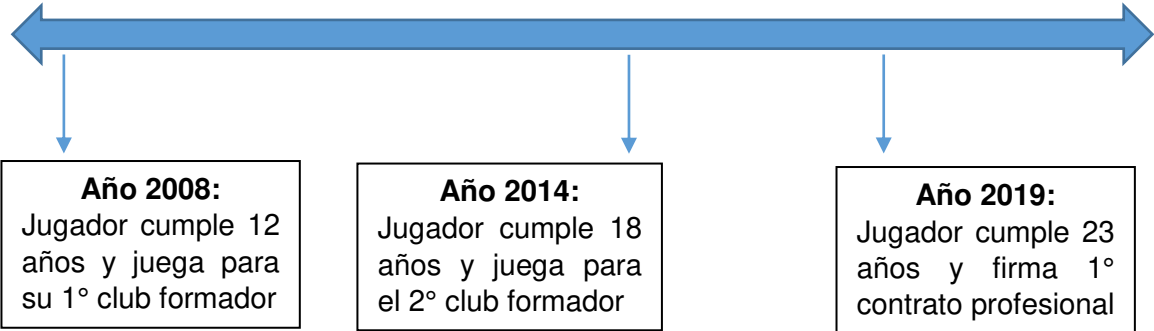 Año 2008:
Jugador cumple 12
años y juega para
su 1° club formador
Año 2014:
Jugador cumple 18
años y juega para
el 2° club formador
Año 2019:
Jugador cumple 23
años y firma 1°
contrato profesional